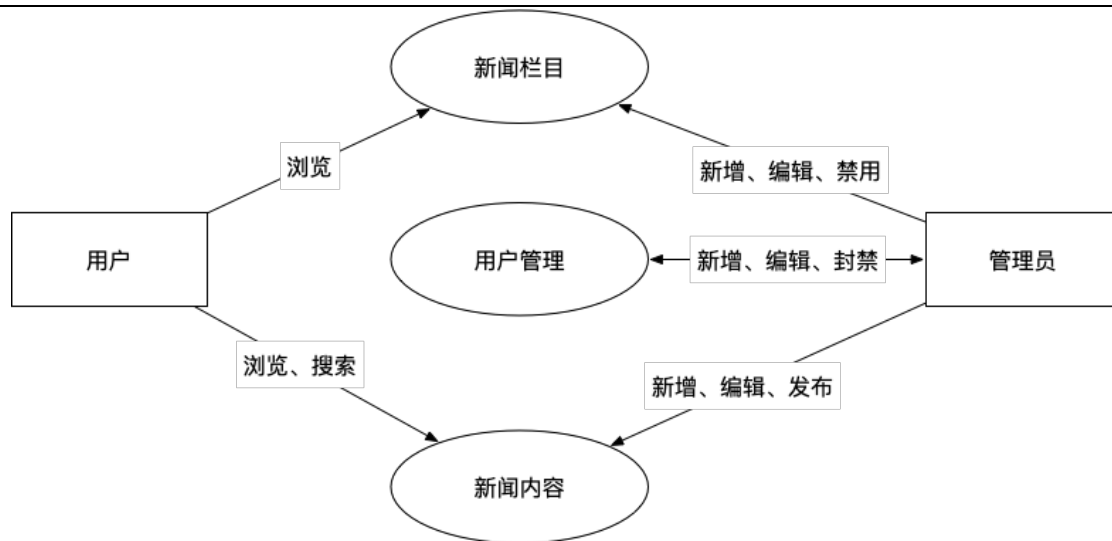 新闻栏目
浏览
新增、编辑、禁用
用户
用户管理
新增、编辑、封禁
管理员
浏览、搜索
新增、编辑、发布
新闻内容